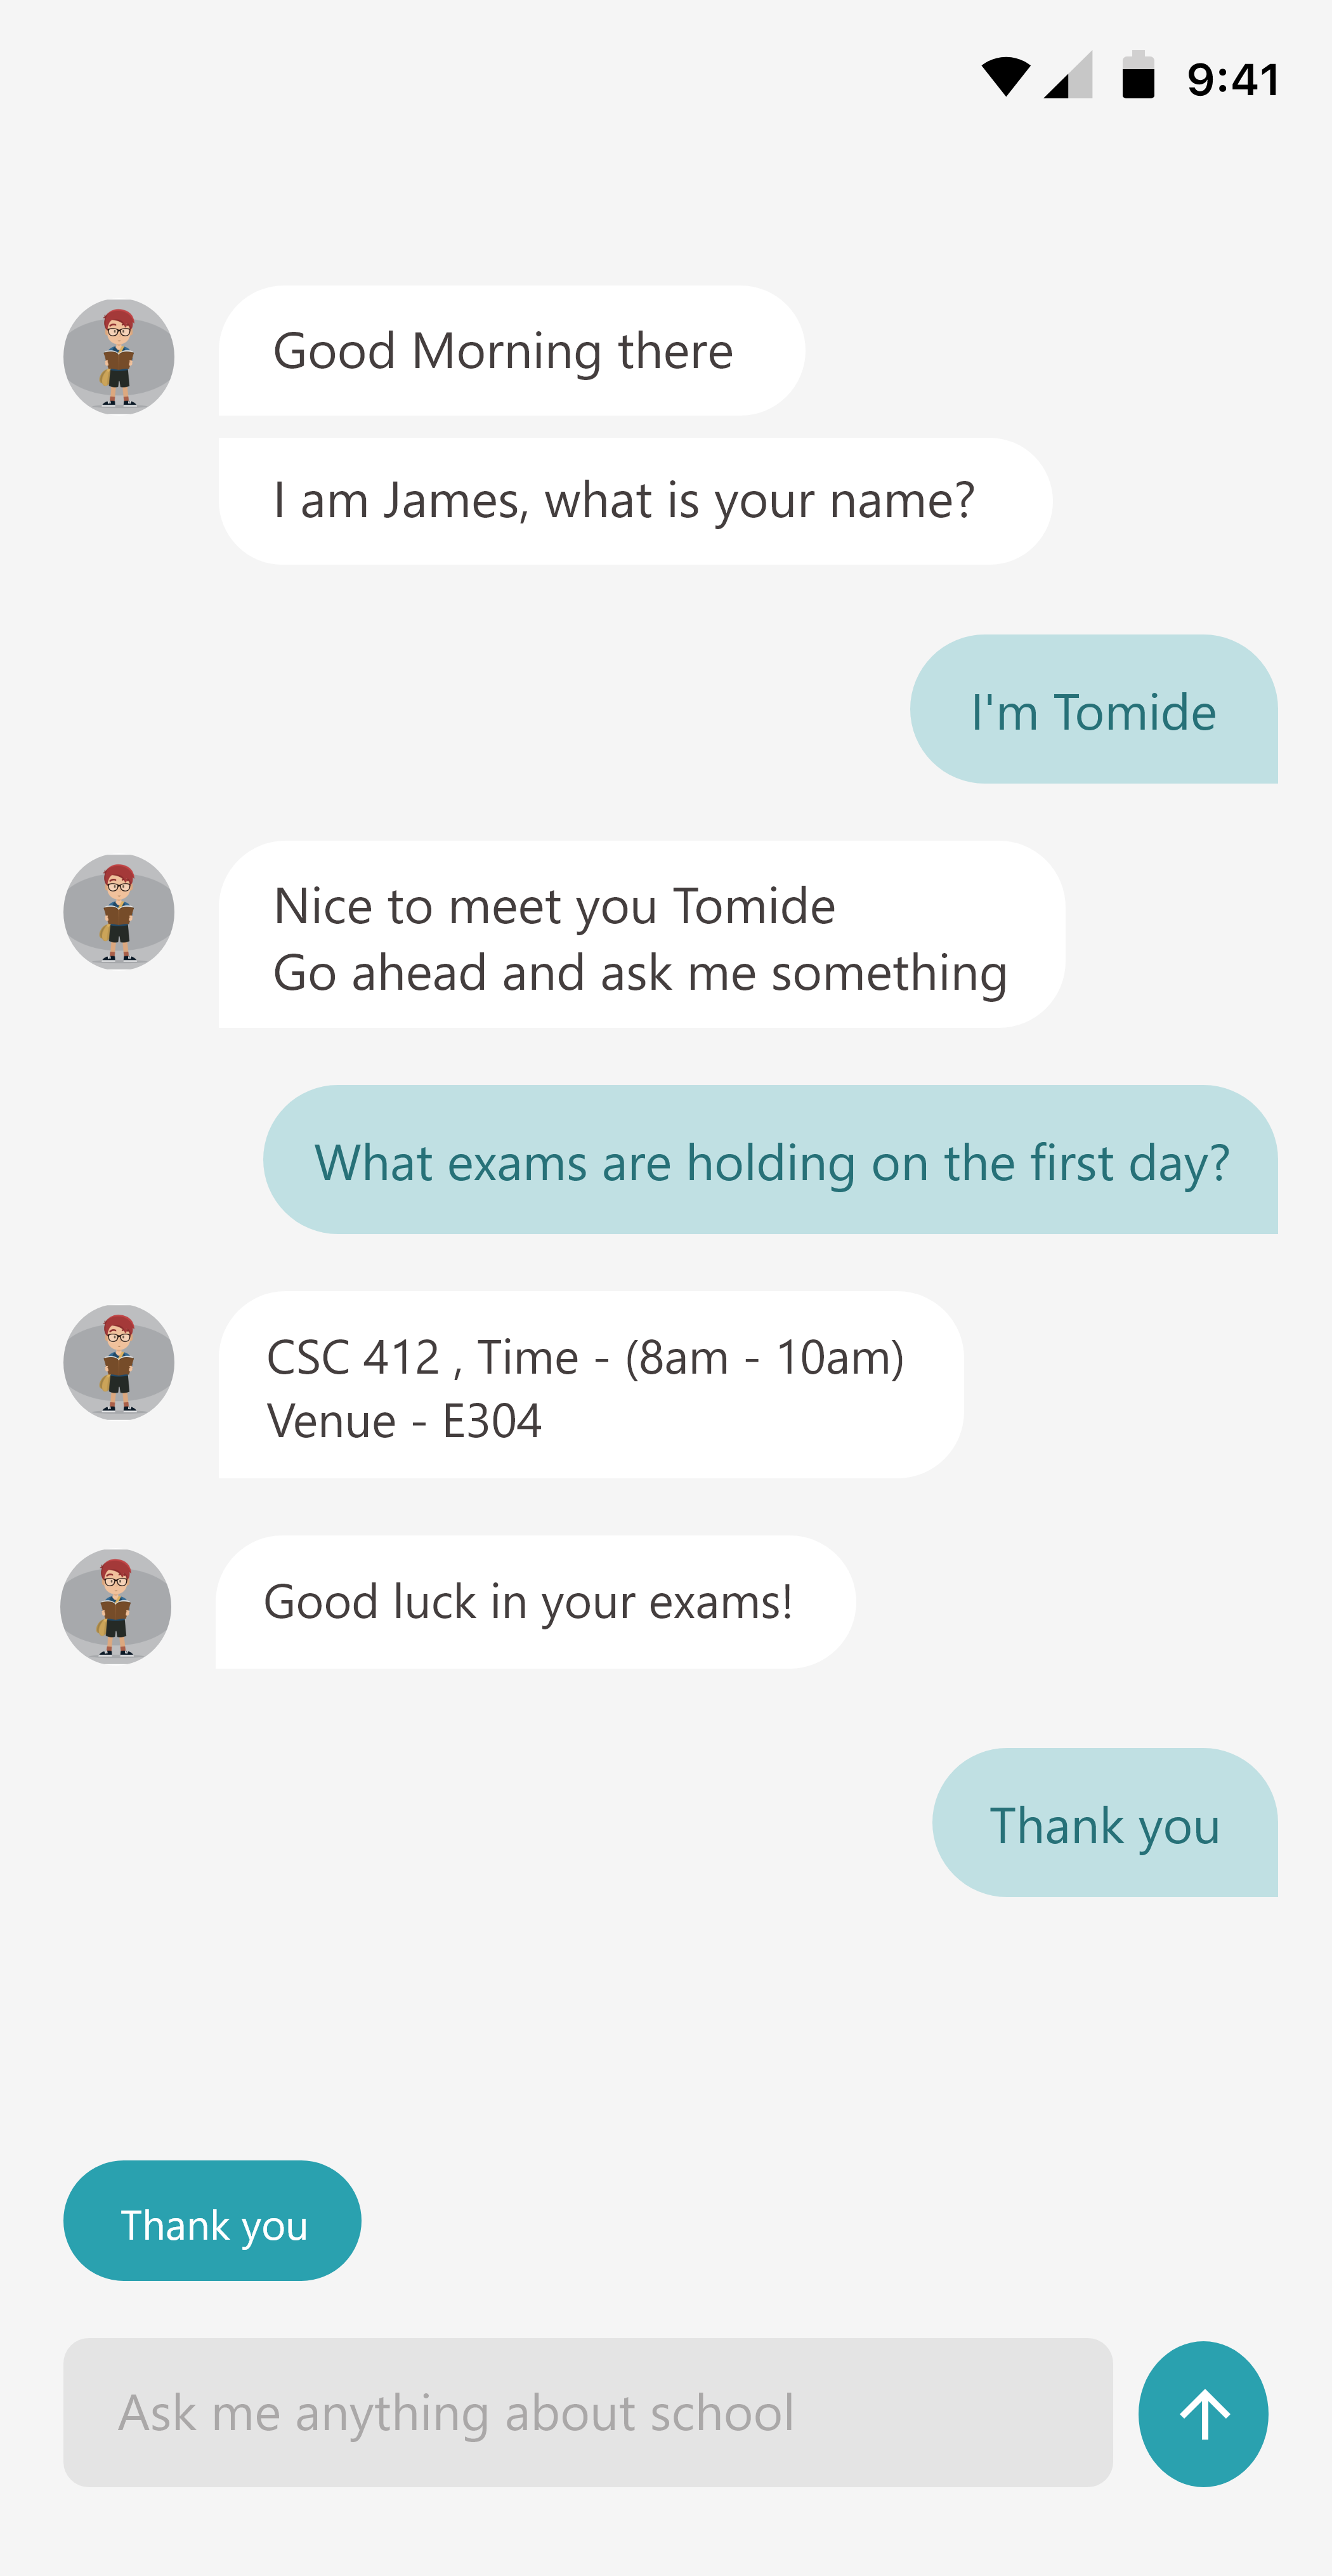 9:41
Good Morning there
I am James, what is your name?
I'm Tomide
Nice to meet you Tomide
Go ahead and ask me something
What exams are holding on the first day?
CSC 412 , Time - (8am - 10am)
Venue - E304
Good luck in your exams!
Thank you
Thank you
Ask me anything about school